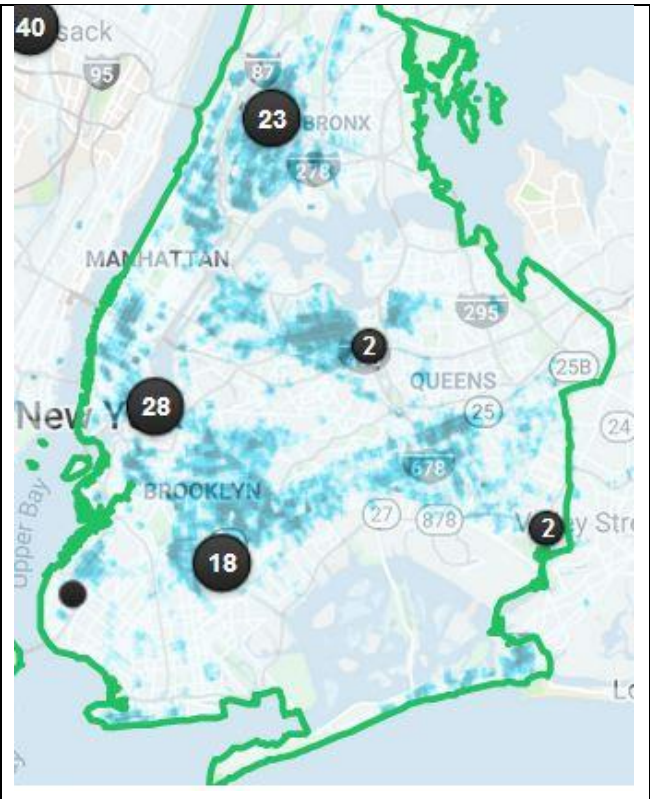 40
sack
95
87
23
BRONX
278
MANHATTAN
295
2
QUEENS
25B
New Y
28
25
24
678
BROOKLYN
Upper Bay
27
878
2
Stre
18